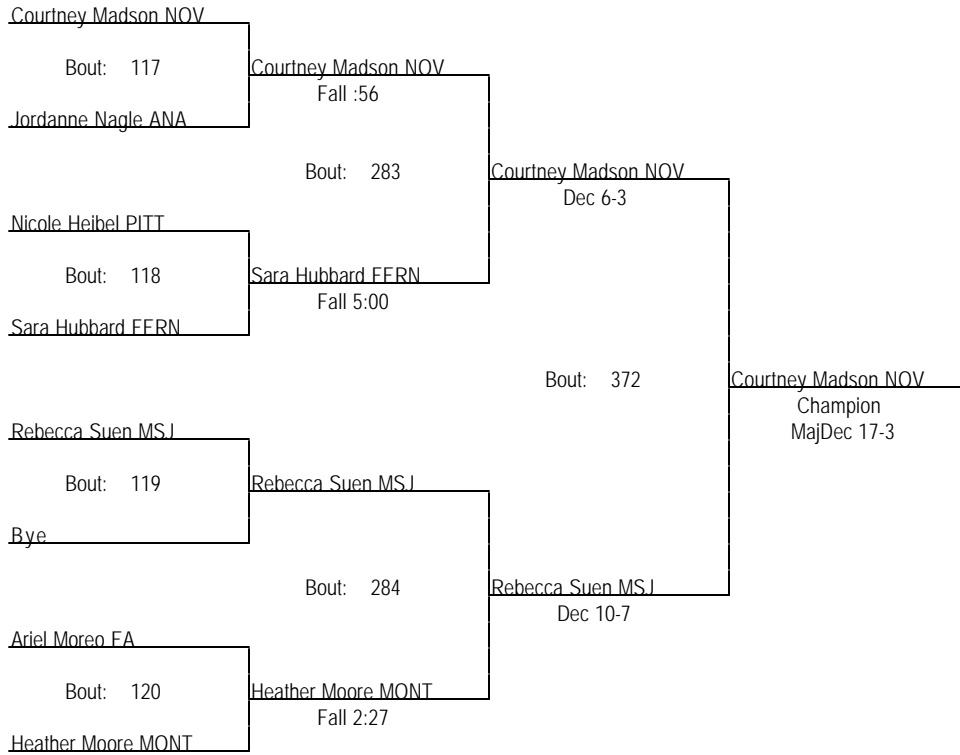 Courtney Madson NOV
Bout: 117
Courtney Madson NOV
Fall :56
Jordanne Nagle ANA
Bout: 283
Courtney Madson NOV
Dec 6-3
Nicole Heibel PITT
Bout: 118
Sara Hubbard FERN
Fall 5:00
Sara Hubbard FERN
Bout: 372
Courtney Madson NOV
Champion
MajDec 17-3
Rebecca Suen MSJ
Bout: 119
Rebecca Suen MSJ
Bye
Bout: 284
Rebecca Suen MSJ
Dec 10-7
Ariel Moreo FA
Bout: 120
Heather Moore MONT
Fall 2:27
Heather Moore MONT